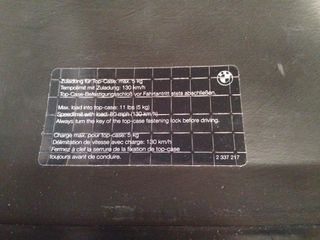 Zuladung für Top-Case: max. 5 kg
Tempolimit mit Zuladung: 130 km/h
Top-Case-Befestigungsschloß vor Fahrantritt stets abschließen.
BMW
Max. load into top-case: 11 lbs (5 kg)
Speedlimit with load: 80 mph (130 km/h)
Always turn the key of the top-case fastening lock before driving.
Charge max. pour top-case: 5 kg
Délimitation de vitesse avec charge: 130 km/h
Fermez à clef la serrure de la fixation de top-case
toujours avant de conduire.
2 337 217